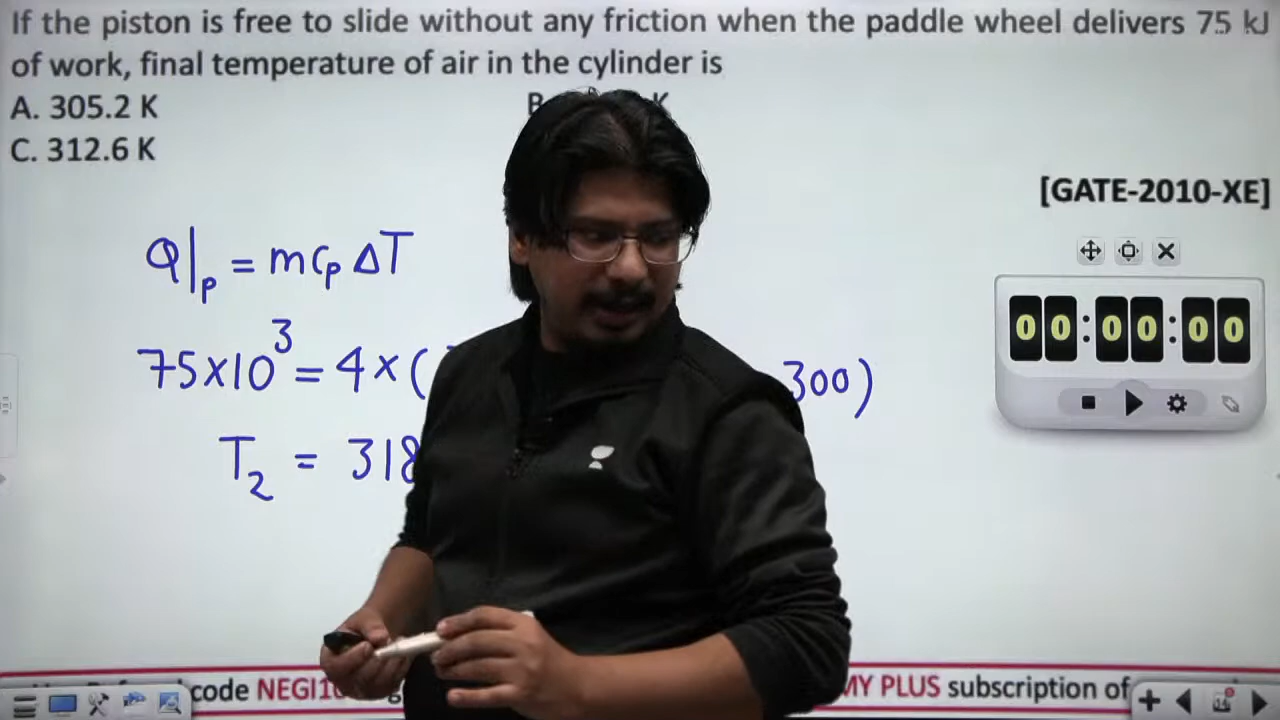 If the piston is free to slide without any friction when the paddle wheel delivers 75 kJ
of work, final temperature of air in the cylinder is
A. 305.2 K B K
C. 312.6 K
[GATE-2010-XE]
Q|p = mCpΔT
75×10³ = 4×( 300)
T₂ = 318
00:00:00
code NEGI10 MY PLUS subscription of